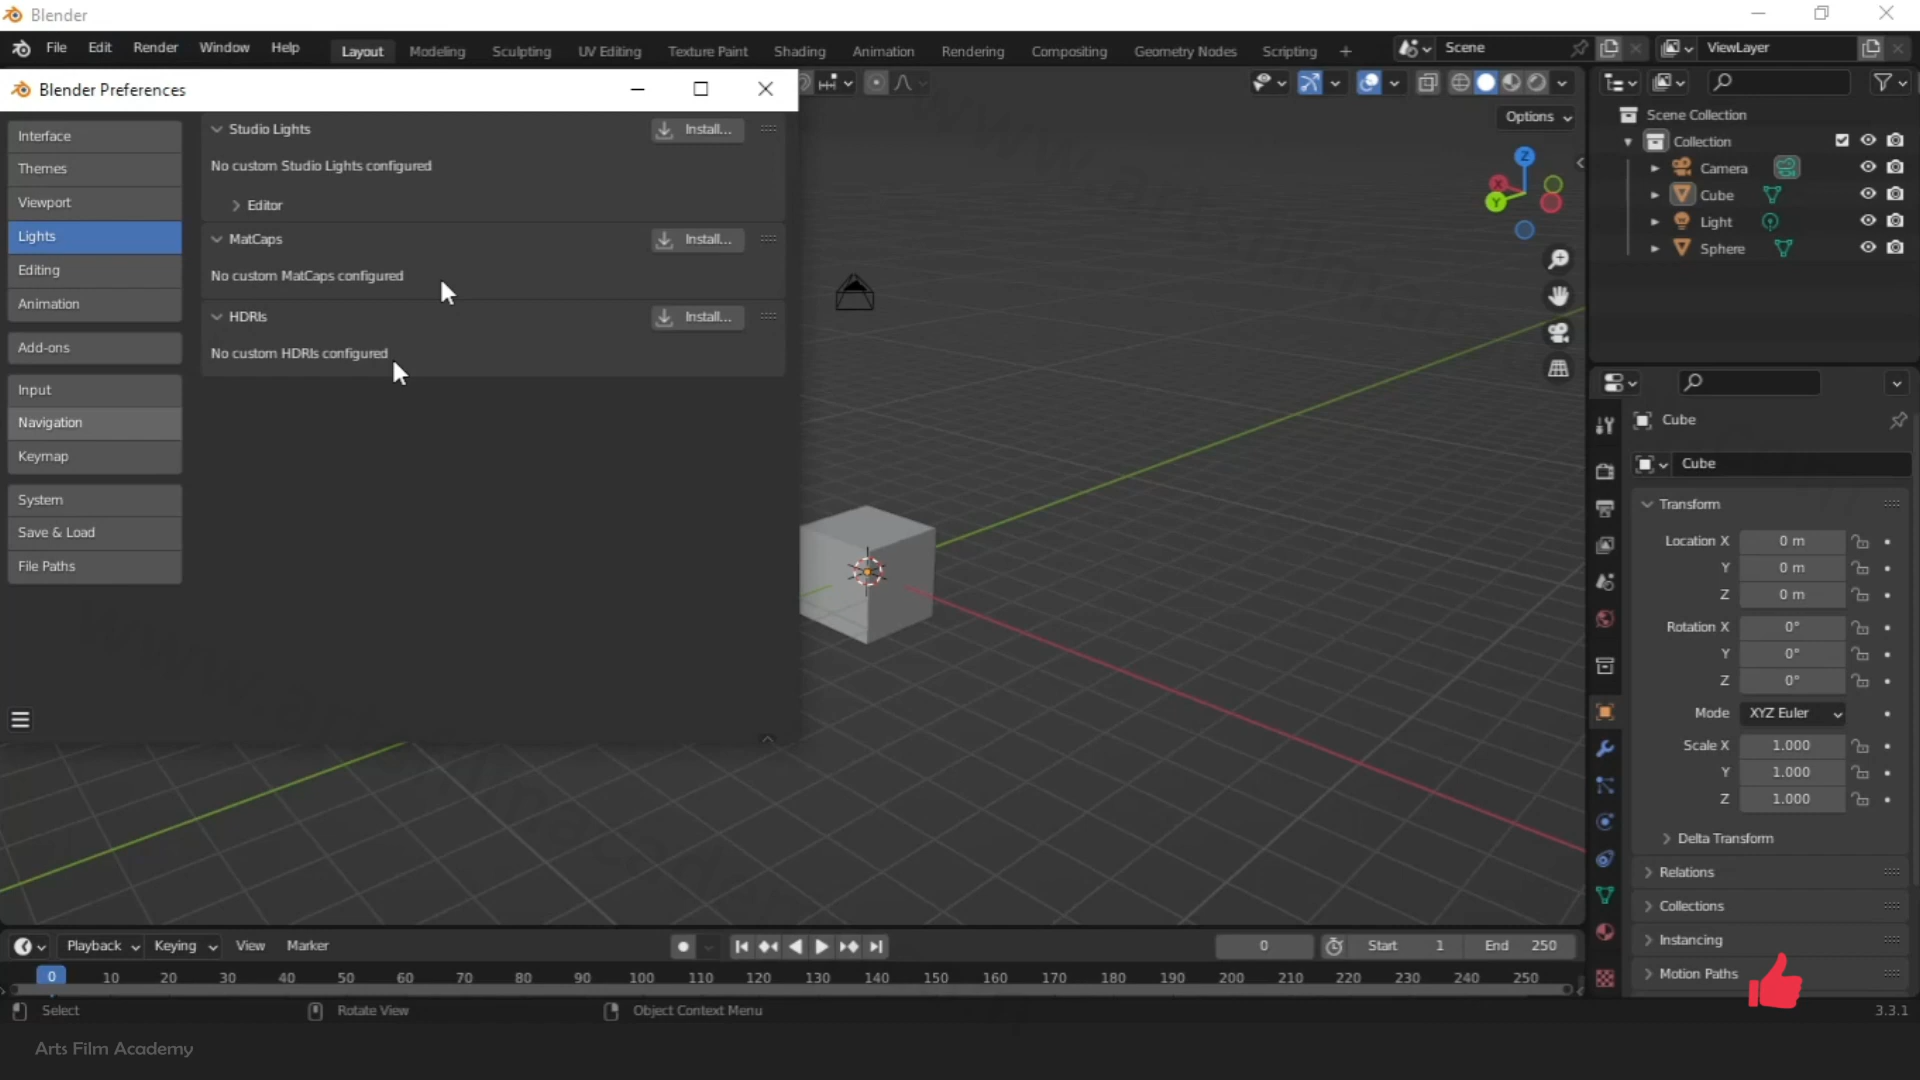 Blender
File Edit Render Window Help Layout Modeling Sculpting UV Editing Texture Paint Shading Animation Rendering Compositing Geometry Nodes Scripting + Scene ViewLayer
Blender Preferences
Options
Interface
Themes
Viewport
Lights
Editing
Animation
Add-ons
Input
Navigation
Keymap
System
Save & Load
File Paths
Studio Lights Install...
No custom Studio Lights configured
Editor
MatCaps Install...
No custom MatCaps configured
HDRIs Install...
No custom HDRIs configured
Z
X
Y
Scene Collection
Collection
Camera
Cube
Light
Sphere
Cube
Cube
Transform
Location X 0 m
Y 0 m
Z 0 m
Rotation X 0°
Y 0°
Z 0°
Mode XYZ Euler
Scale X 1.000
Y 1.000
Z 1.000
Delta Transform
Relations
Collections
Instancing
Motion Paths
Playback Keying View Marker 0 Start 1 End 250
0 10 20 30 40 50 60 70 80 90 100 110 120 130 140 150 160 170 180 190 200 210 220 230 240 250
Select Rotate View Object Context Menu 3.3.1
Arts Film Academy